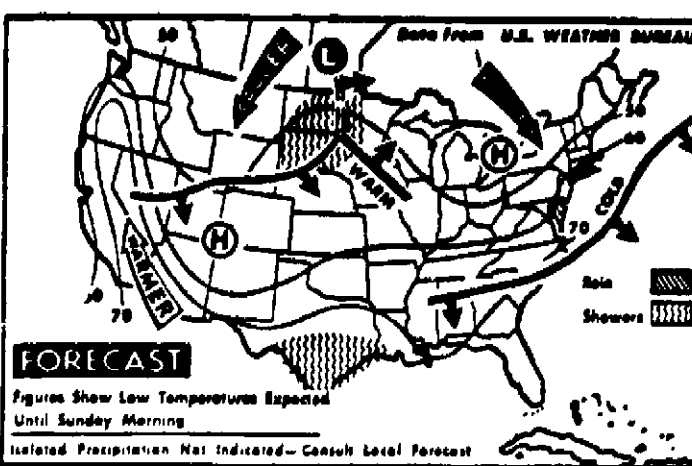 Data From U.S. WEATHER BUREAU
50
L
H
50
60
WARM
COLD
70
H
WARMER
70
Rain
Showers
FORECAST
Figures Show Low Temperatures Expected
Until Sunday Morning
Isolated Precipitation Not Indicated—Consult Local Forecast